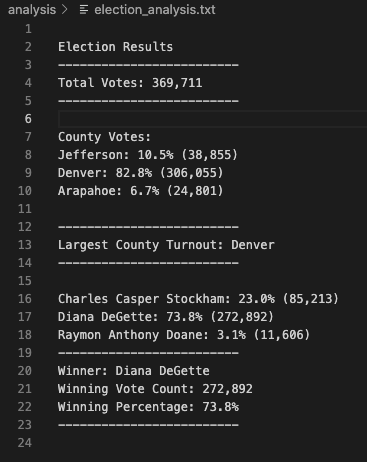 analysis > election_analysis.txt
1
2 Election Results
3 -------------------------
4 Total Votes: 369,711
5 -------------------------
6
7 County Votes:
8 Jefferson: 10.5% (38,855)
9 Denver: 82.8% (306,055)
10 Arapahoe: 6.7% (24,801)
11
12 -------------------------
13 Largest County Turnout: Denver
14 -------------------------
15
16 Charles Casper Stockham: 23.0% (85,213)
17 Diana DeGette: 73.8% (272,892)
18 Raymon Anthony Doane: 3.1% (11,606)
19 -------------------------
20 Winner: Diana DeGette
21 Winning Vote Count: 272,892
22 Winning Percentage: 73.8%
23 -------------------------
24